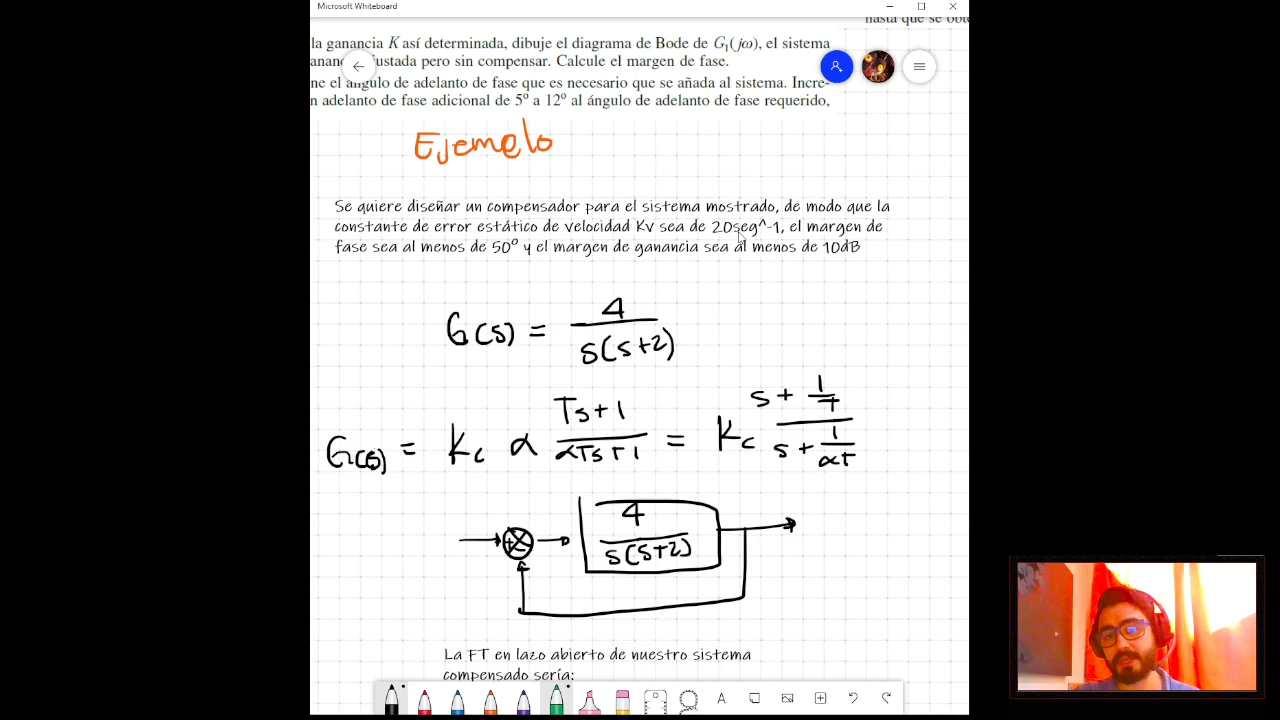 Microsoft Whiteboard
hasta que se obte
la ganancia K así determinada, dibuje el diagrama de Bode de G₁(jω), el sistema
anan justada pero sin compensar. Calcule el margen de fase.
ne el ángulo de adelanto de fase que es necesario que se añada al sistema. Incre-
n adelanto de fase adicional de 5º a 12º al ángulo de adelanto de fase requerido,
Ejemplo
Se quiere diseñar un compensador para el sistema mostrado, de modo que la
constante de error estático de velocidad Kv sea de 20seg^-1, el margen de
fase sea al menos de 50º y el margen de ganancia sea al menos de 10dB
G(s) = 4 / s(s+2)
G(s) = Kc α Ts+1 / αTs+1 = Kc s + 1/T / s + 1/αT
+ -
4 / s(s+2)
La FT en lazo abierto de nuestro sistema
compensado sería:
A